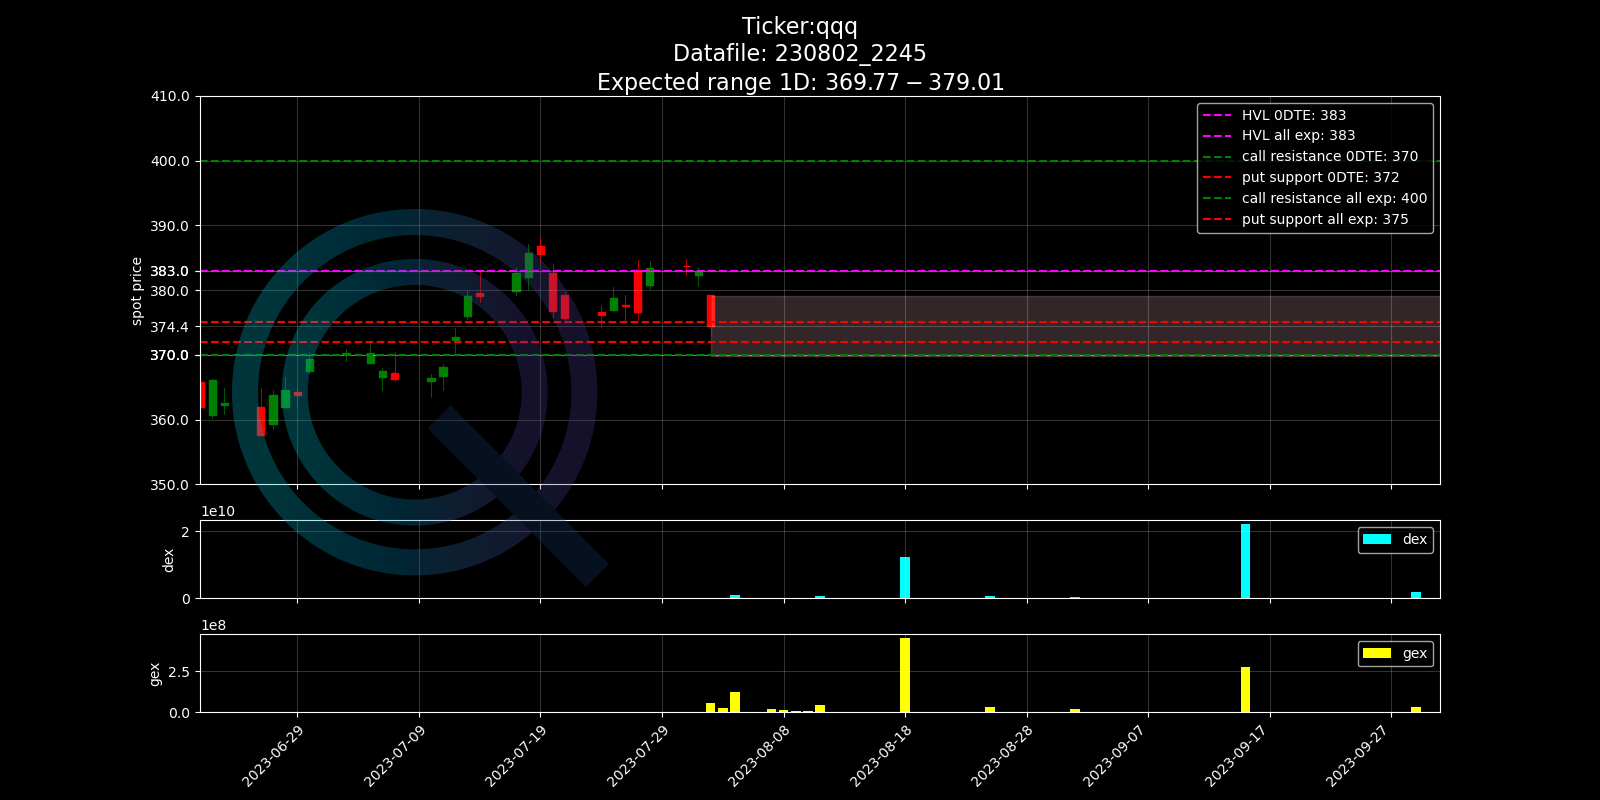 Ticker:qqq
Datafile: 230802_2245
Expected range 1D: 369.77 − 379.01
410.0
400.0
390.0
383.0
380.0
374.4
370.0
360.0
350.0
spot price
HVL 0DTE: 383
HVL all exp: 383
call resistance 0DTE: 370
put support 0DTE: 372
call resistance all exp: 400
put support all exp: 375
1e10
2
0
dex
dex
1e8
2.5
0.0
gex
gex
2023-06-29
2023-07-09
2023-07-19
2023-07-29
2023-08-08
2023-08-18
2023-08-28
2023-09-07
2023-09-17
2023-09-27